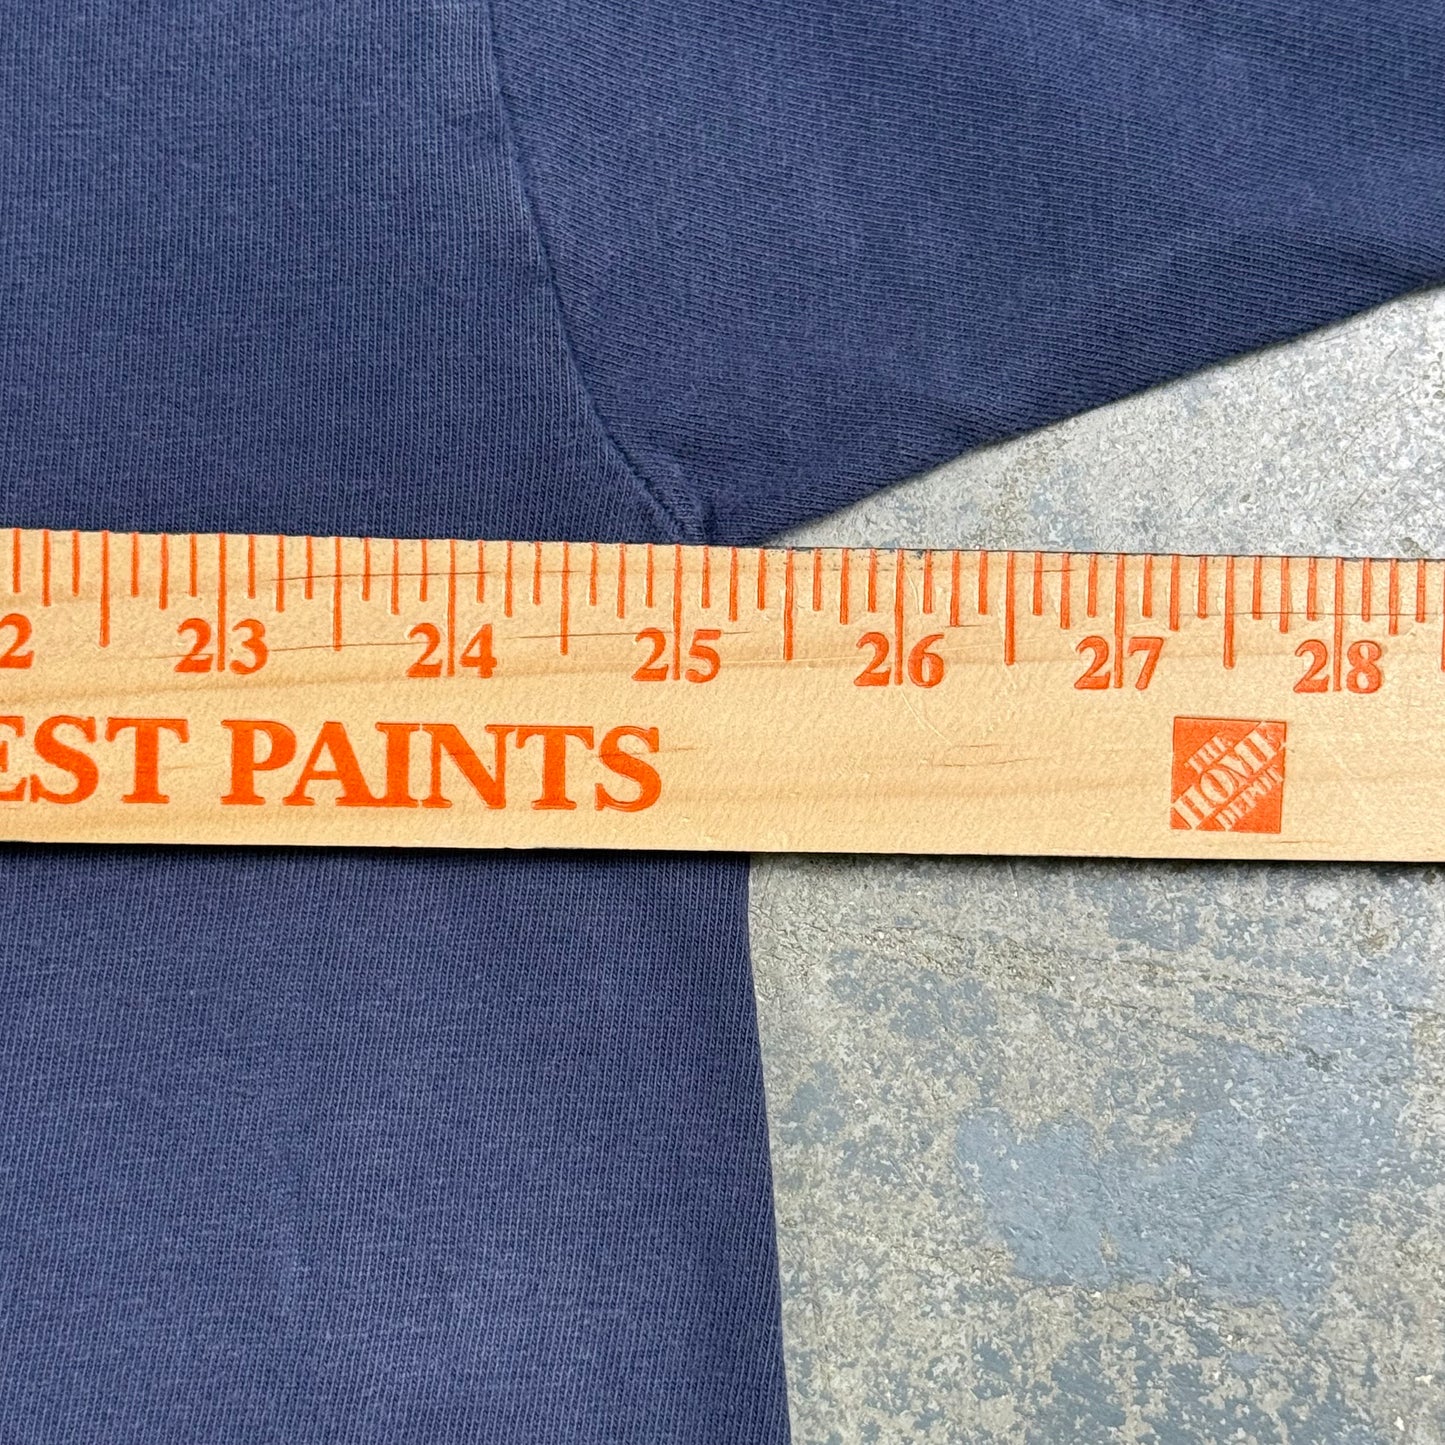 2 23 24 25 26 27 28
EST PAINTS
THE
HOME
DEPOT